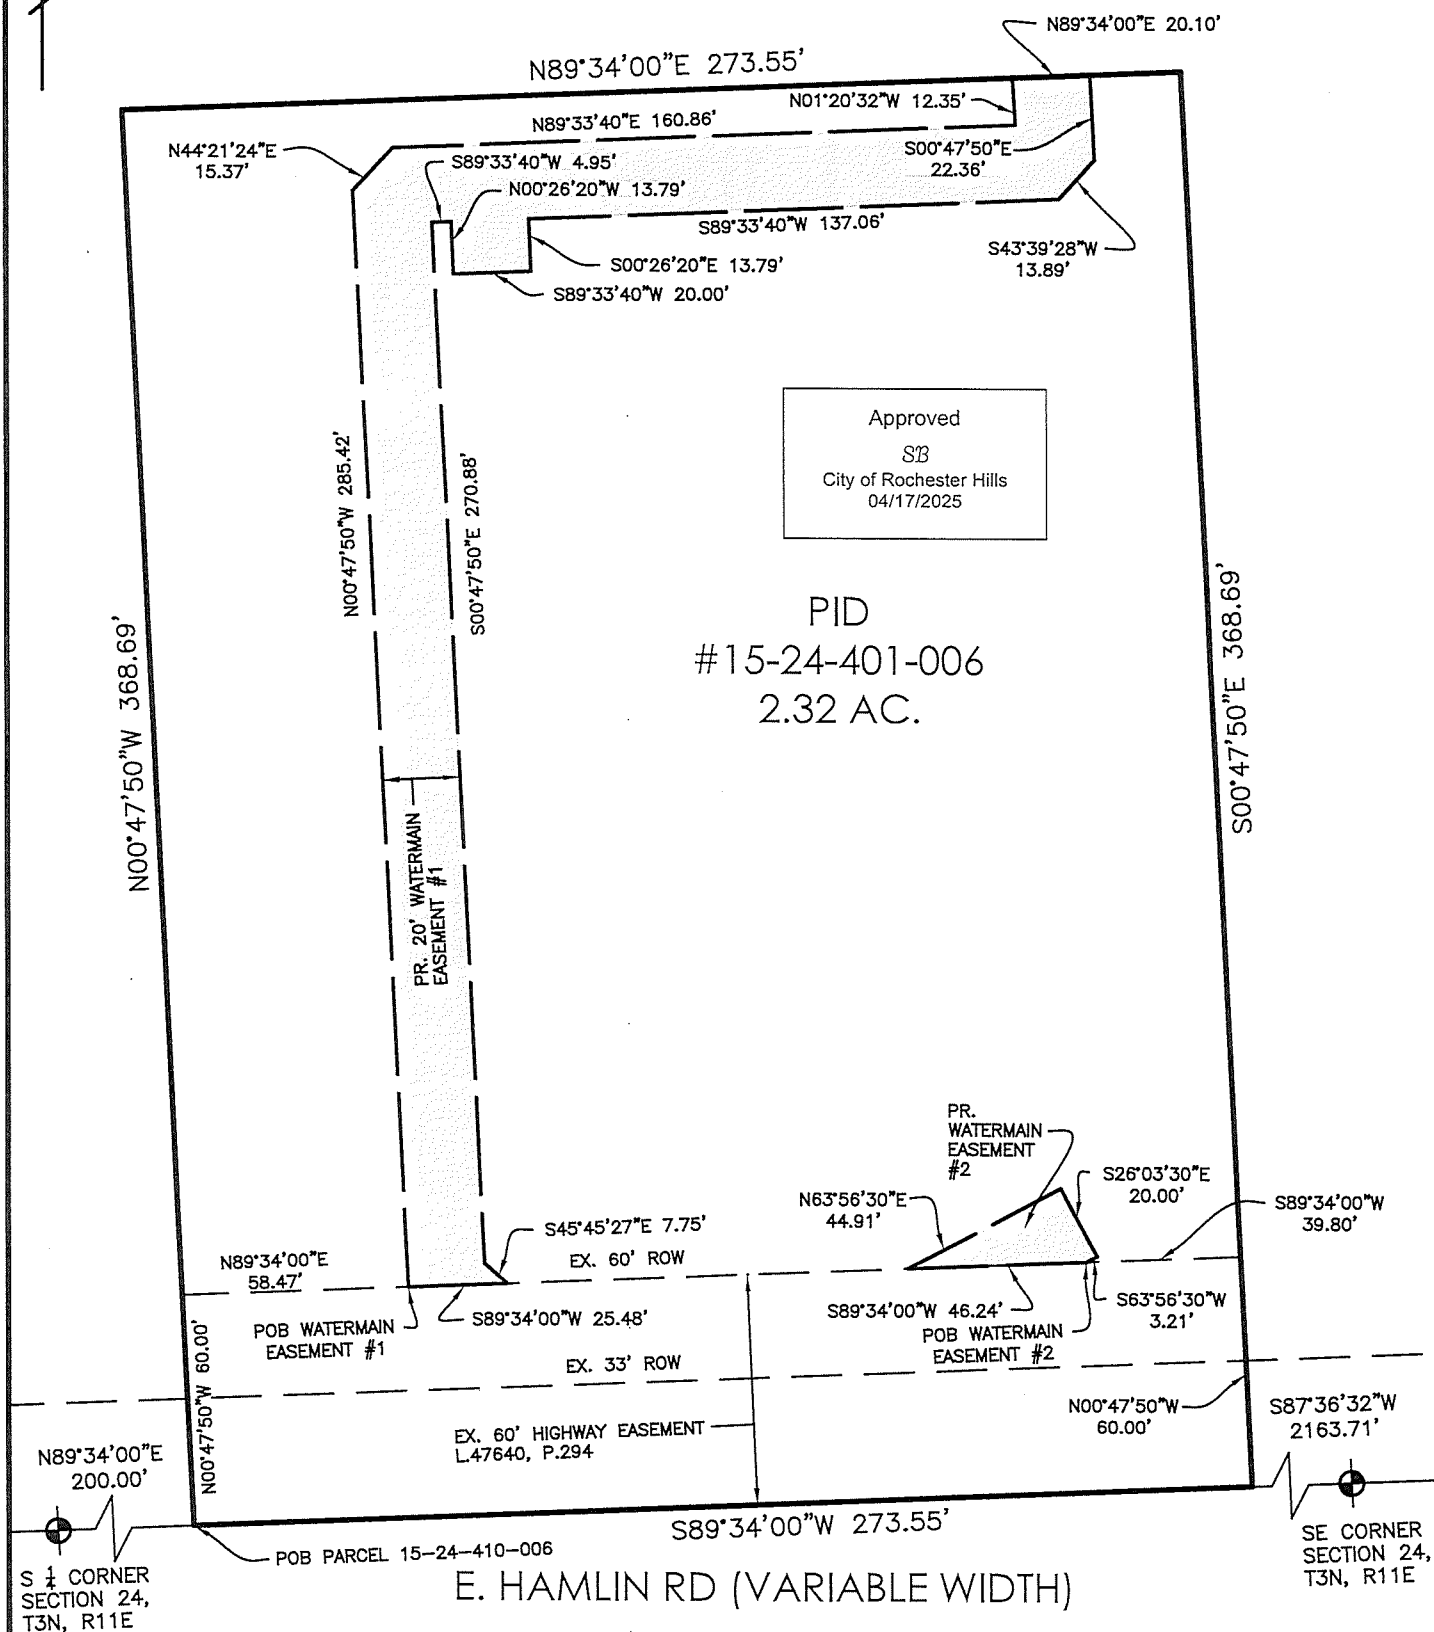 N89°34'00"E 20.10'
N89°34'00"E 273.55'
N01°20'32"W 12.35'
N89°33'40"E 160.86'
N44°21'24"E
15.37'
S89°33'40"W 4.95'
S00°47'50"E
22.36'
N00°26'20"W 13.79'
S89°33'40"W 137.06'
S43°39'28"W
13.89'
S00°26'20"E 13.79'
S89°33'40"W 20.00'
Approved
SB
City of Rochester Hills
04/17/2025
N00°47'50"W 285.42'
S00°47'50"E 270.88'
PID
#15-24-401-006
2.32 AC.
N00°47'50"W 368.69'
S00°47'50"E 368.69'
PR. 20' WATERMAIN
EASEMENT #1
PR.
WATERMAIN
EASEMENT
#2
S26°03'30"E
20.00'
N63°56'30"E
44.91'
S89°34'00"W
39.80'
S45°45'27"E 7.75'
N89°34'00"E
58.47'
EX. 60' ROW
S89°34'00"W 25.48'
S89°34'00"W 46.24'
S63°56'30"W
3.21'
POB WATERMAIN
EASEMENT #1
POB WATERMAIN
EASEMENT #2
N00°47'50"W 60.00'
EX. 33' ROW
N00°47'50"W
60.00'
S87°36'32"W
2163.71'
EX. 60' HIGHWAY EASEMENT
L.47640, P.294
N89°34'00"E
200.00'
S89°34'00"W 273.55'
POB PARCEL 15-24-410-006
S 1/4 CORNER
SECTION 24,
T3N, R11E
SE CORNER
SECTION 24,
T3N, R11E
E. HAMLIN RD (VARIABLE WIDTH)